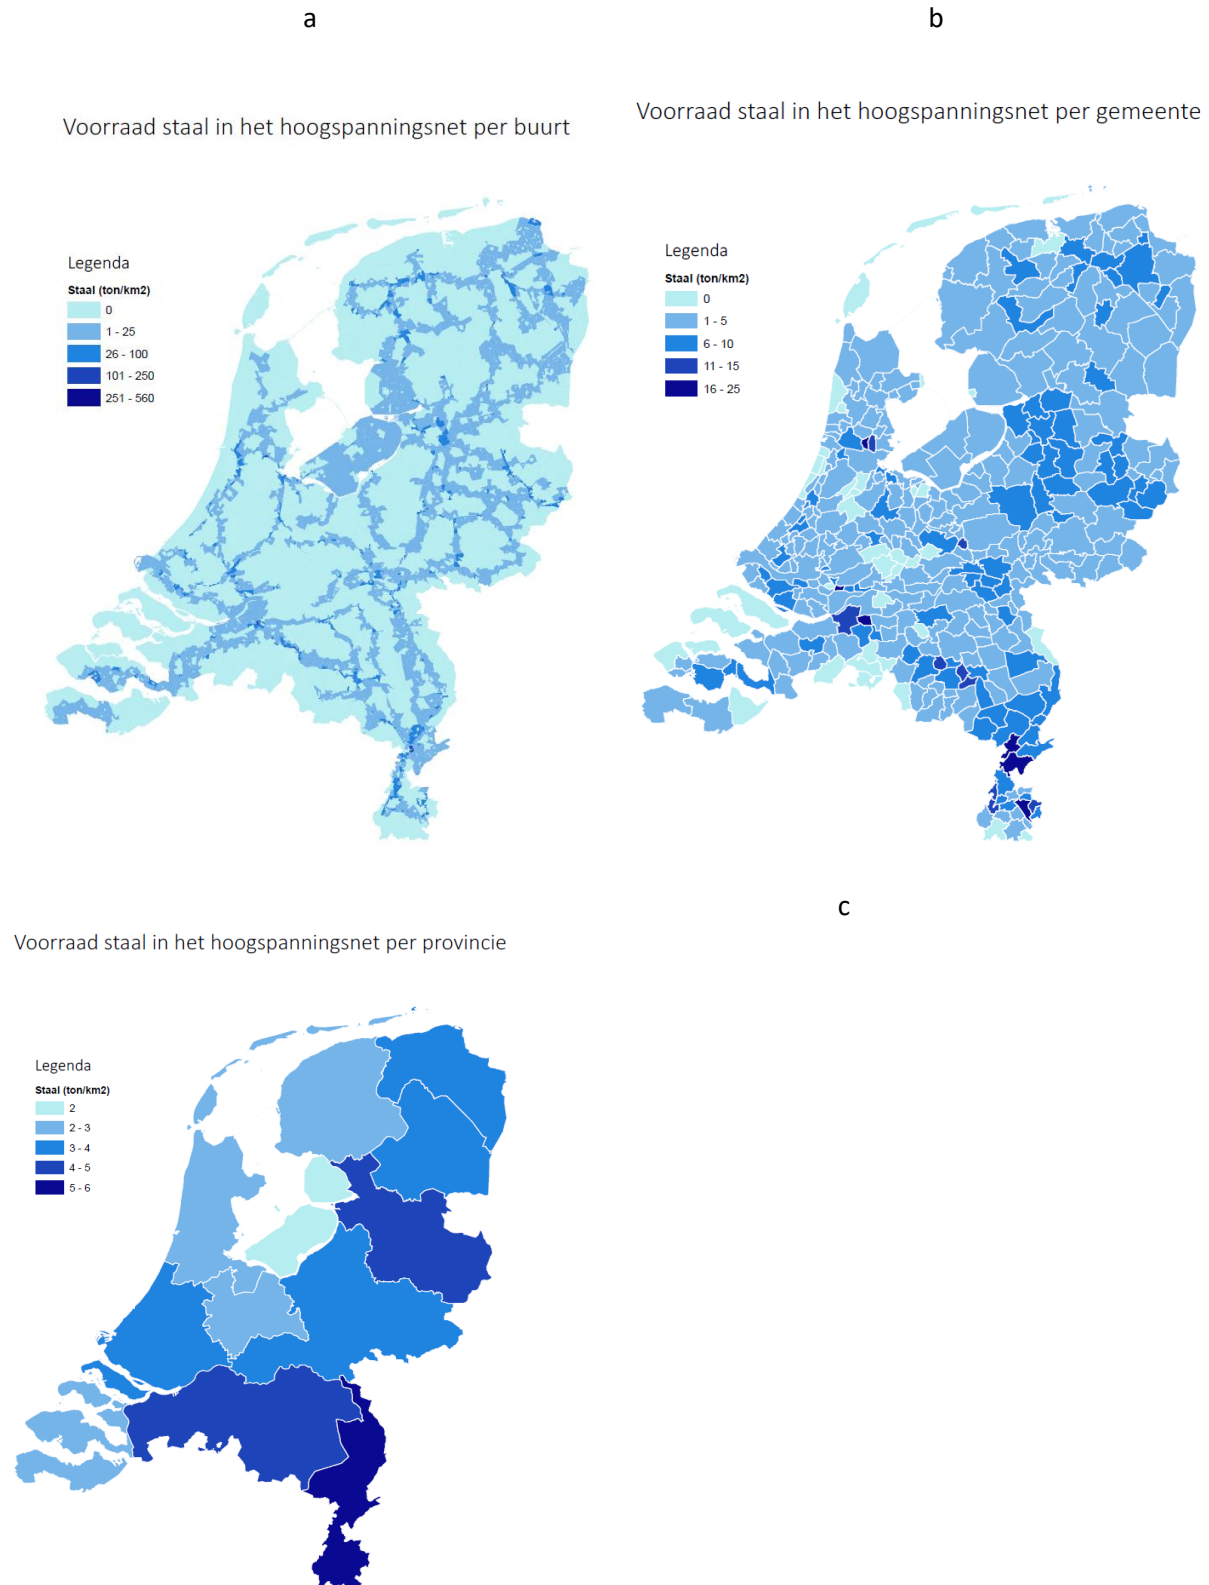 a
b
Voorraad staal in het hoogspanningsnet per buurt
Voorraad staal in het hoogspanningsnet per gemeente
Legenda
Staal (ton/km2)
0
1 - 25
26 - 100
101 - 250
251 - 560
Legenda
Staal (ton/km2)
0
1 - 5
6 - 10
11 - 15
16 - 25
c
Voorraad staal in het hoogspanningsnet per provincie
Legenda
Staal (ton/km2)
2
2 - 3
3 - 4
4 - 5
5 - 6